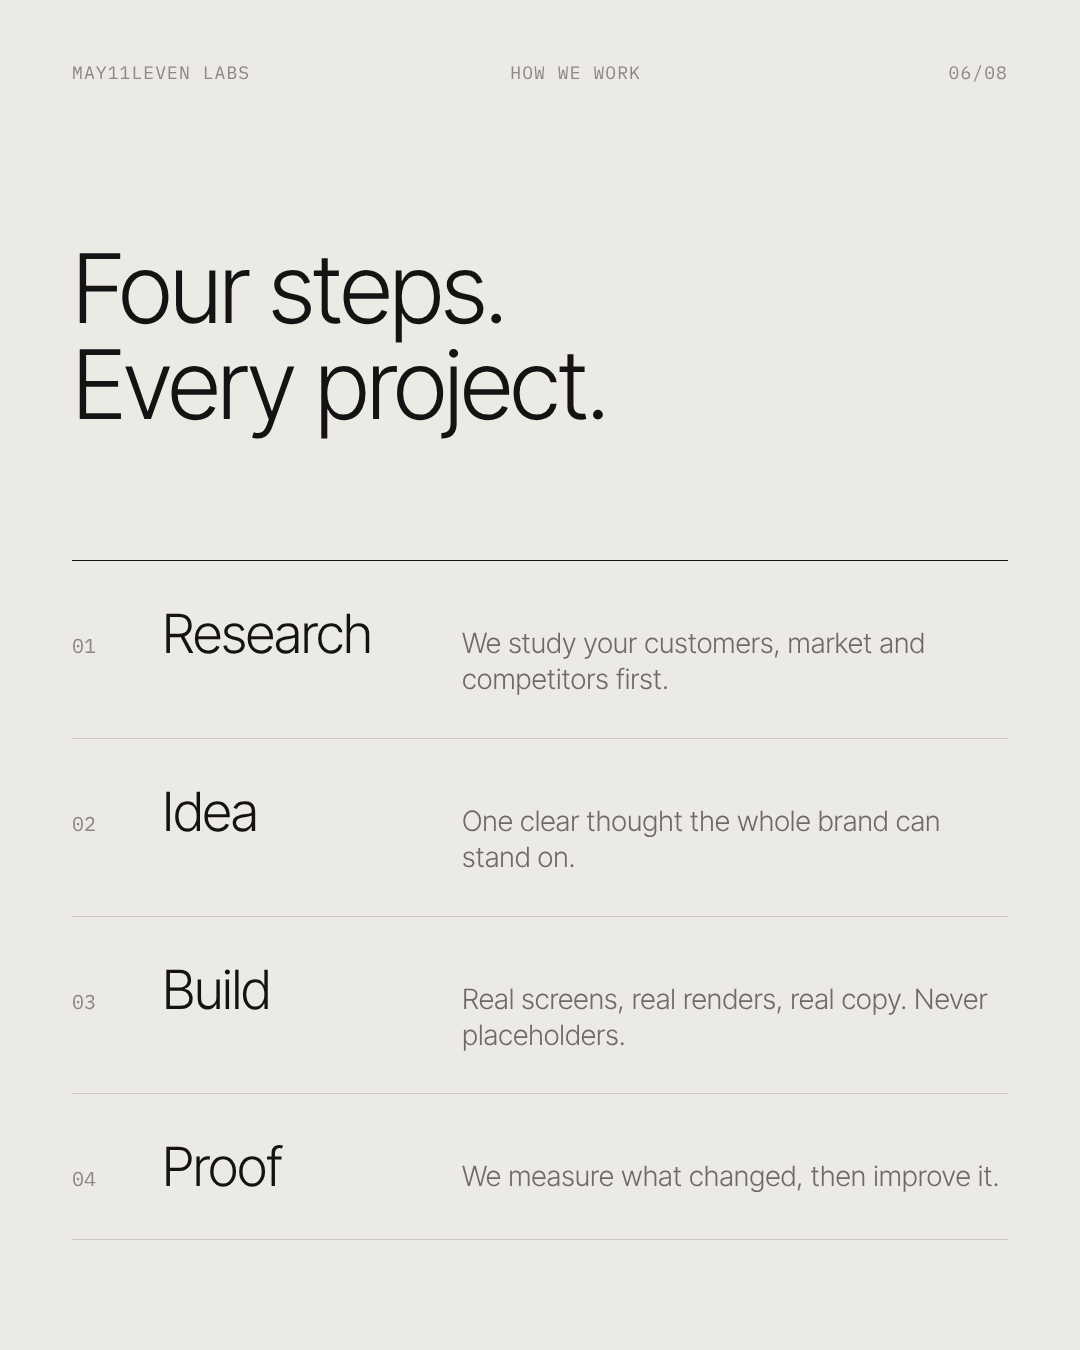 MAY11LEVEN LABS
HOW WE WORK
06/08
Four steps.
Every project.
01
Research
We study your customers, market and
competitors first.
02
Idea
One clear thought the whole brand can
stand on.
03
Build
Real screens, real renders, real copy. Never
placeholders.
04
Proof
We measure what changed, then improve it.